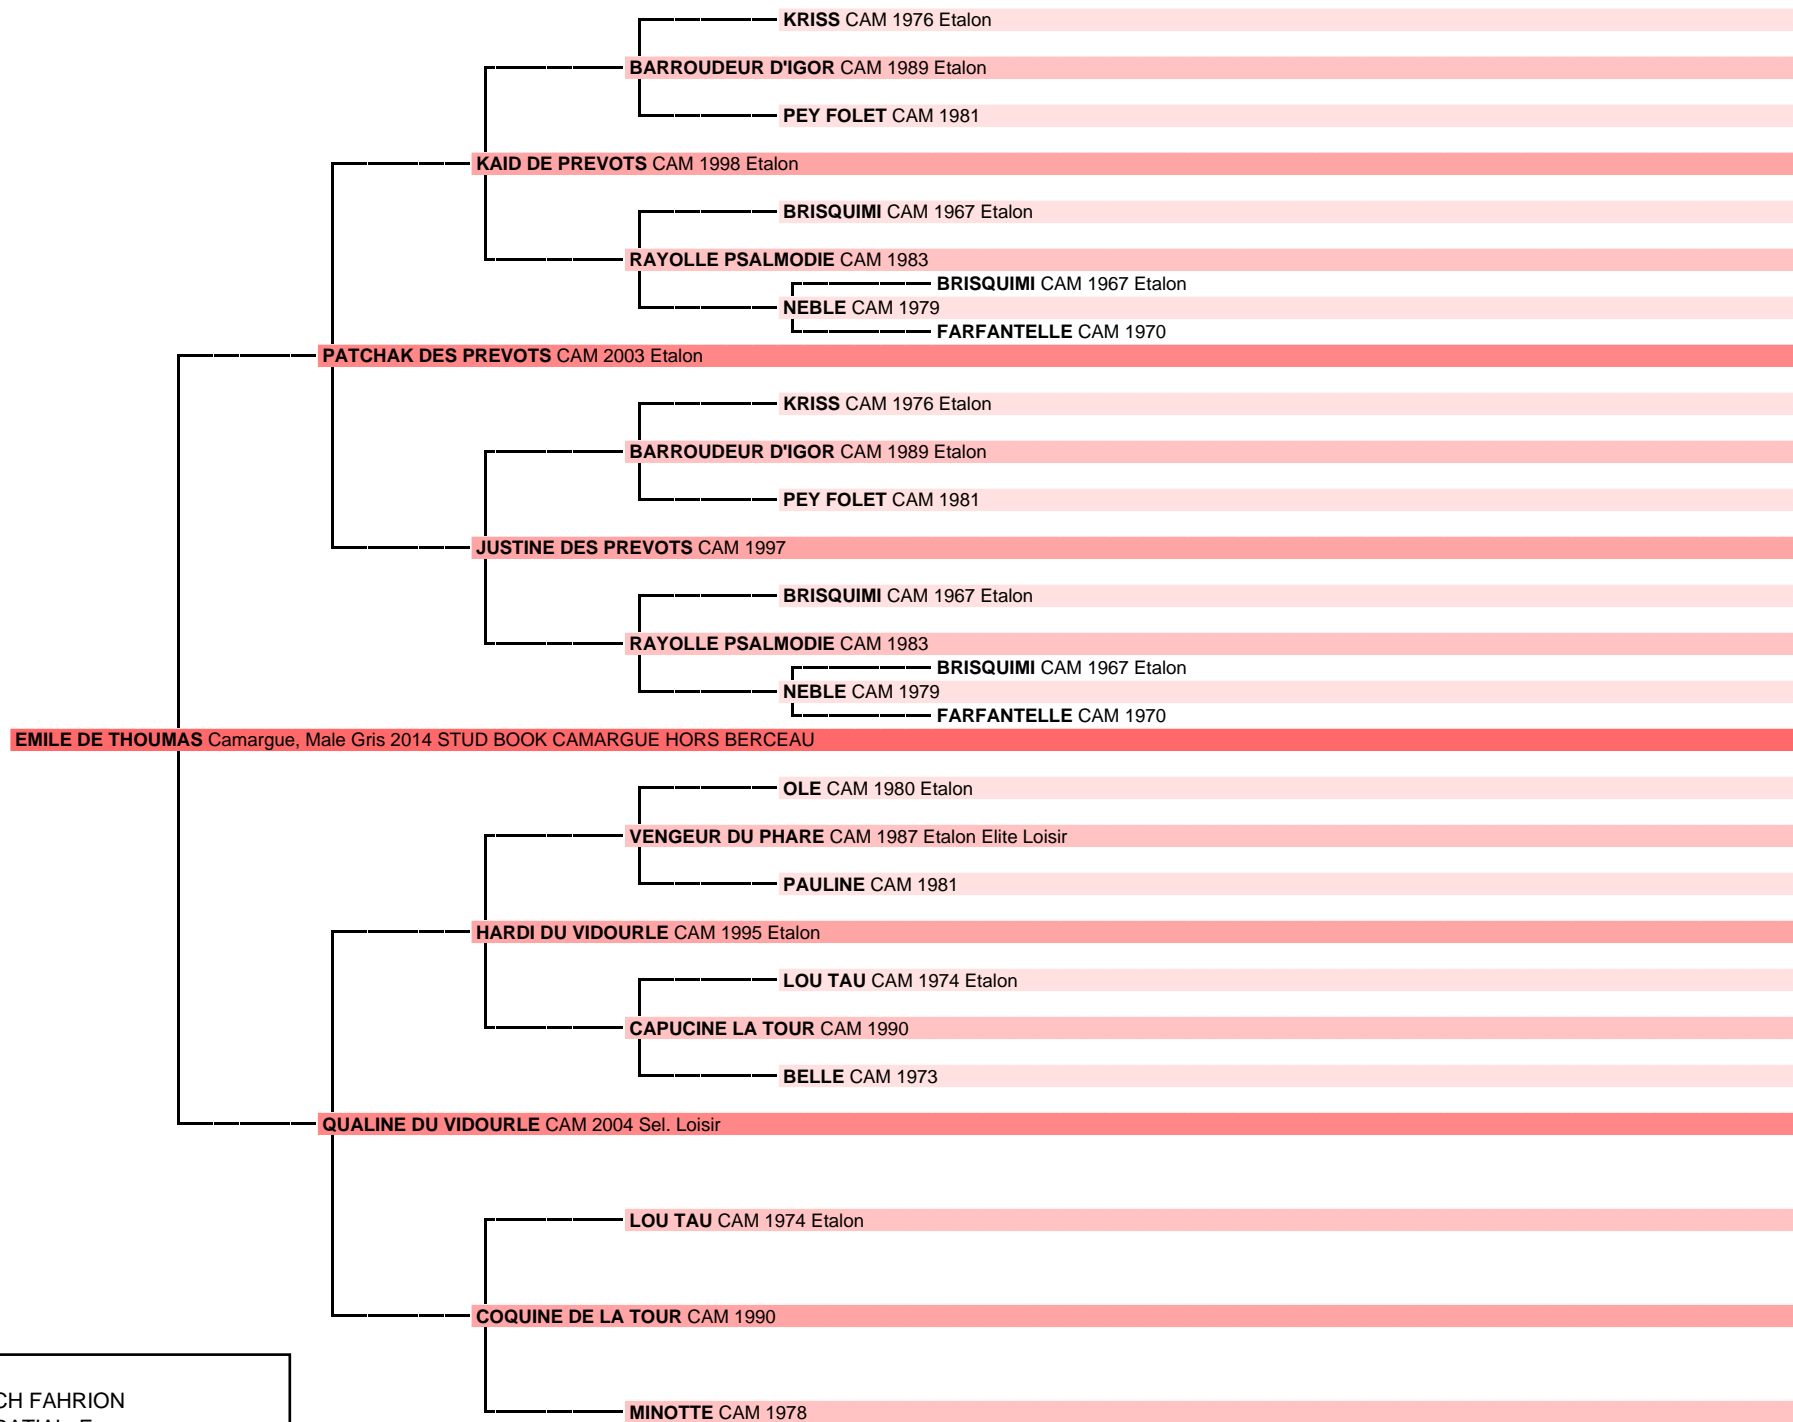 KRISS CAM 1976 Etalon
BARROUDEUR D'IGOR CAM 1989 Etalon
PEY FOLET CAM 1981
KAID DE PREVOTS CAM 1998 Etalon
BRISQUIMI CAM 1967 Etalon
RAYOLLE PSALMODIE CAM 1983
BRISQUIMI CAM 1967 Etalon
NEBLE CAM 1979
FARFANTELLE CAM 1970
PATCHAK DES PREVOTS CAM 2003 Etalon
KRISS CAM 1976 Etalon
BARROUDEUR D'IGOR CAM 1989 Etalon
PEY FOLET CAM 1981
JUSTINE DES PREVOTS CAM 1997
BRISQUIMI CAM 1967 Etalon
RAYOLLE PSALMODIE CAM 1983
BRISQUIMI CAM 1967 Etalon
NEBLE CAM 1979
FARFANTELLE CAM 1970
EMILE DE THOUMAS Camargue, Male Gris 2014 STUD BOOK CAMARGUE HORS BERCEAU
OLE CAM 1980 Etalon
VENGEUR DU PHARE CAM 1987 Etalon Elite Loisir
PAULINE CAM 1981
HARDI DU VIDOURLE CAM 1995 Etalon
LOU TAU CAM 1974 Etalon
CAPUCINE LA TOUR CAM 1990
BELLE CAM 1973
QUALINE DU VIDOURLE CAM 2004 Sel. Loisir
LOU TAU CAM 1974 Etalon
COQUINE DE LA TOUR CAM 1990
CH FAHRION
MINOTTE CAM 1978